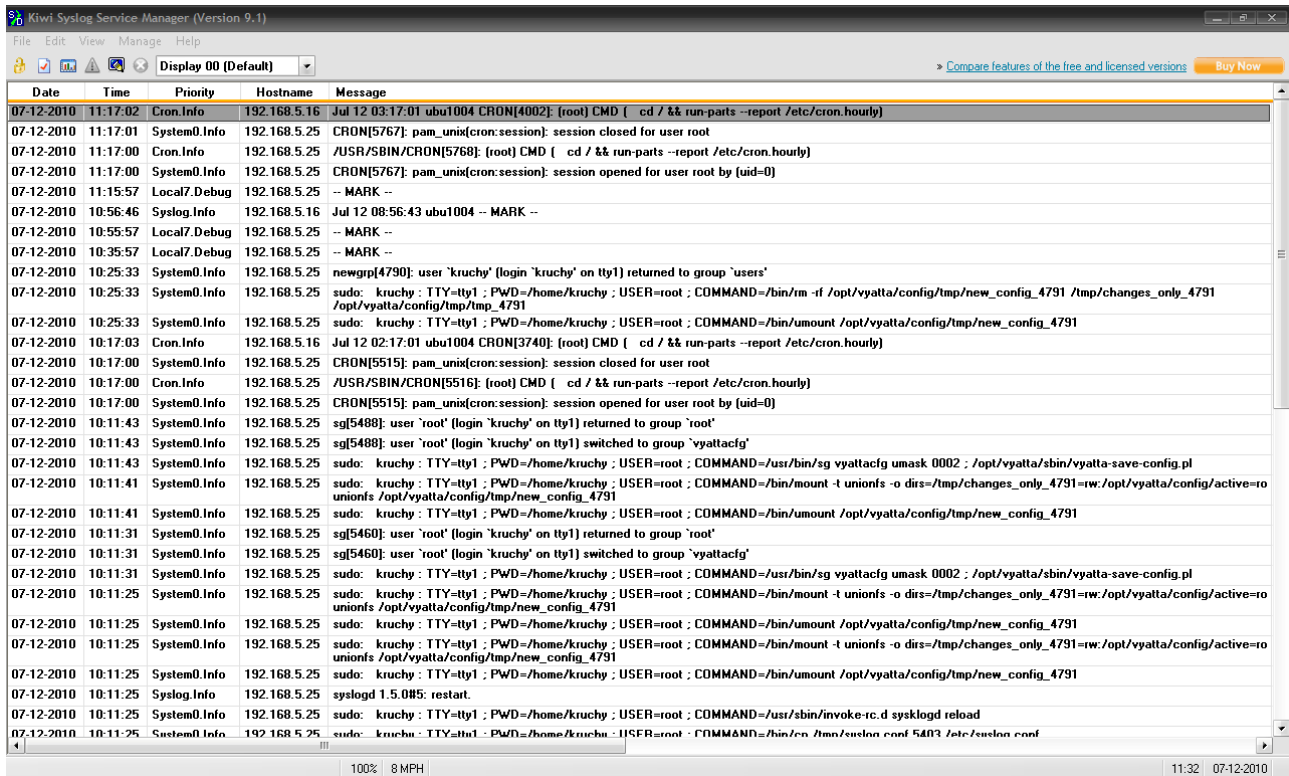 Kiwi Syslog Service Manager (Version 9.1)
File Edit View Manage Help
Display 00 (Default)
» Compare features of the free and licensed versions Buy Now
Date Time Priority Hostname Message
07-12-2010 11:17:02 Cron.Info 192.168.5.16 Jul 12 03:17:01 ubu1004 CRON[4002]: (root) CMD ( cd / && run-parts --report /etc/cron.hourly)
07-12-2010 11:17:01 System0.Info 192.168.5.25 CRON[5767]: pam_unix(cron:session): session closed for user root
07-12-2010 11:17:00 Cron.Info 192.168.5.25 /USR/SBIN/CRON[5768]: (root) CMD ( cd / && run-parts --report /etc/cron.hourly)
07-12-2010 11:17:00 System0.Info 192.168.5.25 CRON[5767]: pam_unix(cron:session): session opened for user root by (uid=0)
07-12-2010 11:15:57 Local7.Debug 192.168.5.25 -- MARK --
07-12-2010 10:56:46 Syslog.Info 192.168.5.16 Jul 12 08:56:43 ubu1004 -- MARK --
07-12-2010 10:55:57 Local7.Debug 192.168.5.25 -- MARK --
07-12-2010 10:35:57 Local7.Debug 192.168.5.25 -- MARK --
07-12-2010 10:25:33 System0.Info 192.168.5.25 newgrp[4790]: user `kruchy' (login `kruchy' on tty1) returned to group `users'
07-12-2010 10:25:33 System0.Info 192.168.5.25 sudo: kruchy : TTY=tty1 ; PWD=/home/kruchy ; USER=root ; COMMAND=/bin/rm -rf /opt/vyatta/config/tmp/new_config_4791 /tmp/changes_only_4791
/opt/vyatta/config/tmp/tmp_4791
07-12-2010 10:25:33 System0.Info 192.168.5.25 sudo: kruchy : TTY=tty1 ; PWD=/home/kruchy ; USER=root ; COMMAND=/bin/umount /opt/vyatta/config/tmp/new_config_4791
07-12-2010 10:17:03 Cron.Info 192.168.5.16 Jul 12 02:17:01 ubu1004 CRON[3740]: (root) CMD ( cd / && run-parts --report /etc/cron.hourly)
07-12-2010 10:17:00 System0.Info 192.168.5.25 CRON[5515]: pam_unix(cron:session): session closed for user root
07-12-2010 10:17:00 Cron.Info 192.168.5.25 /USR/SBIN/CRON[5516]: (root) CMD ( cd / && run-parts --report /etc/cron.hourly)
07-12-2010 10:17:00 System0.Info 192.168.5.25 CRON[5515]: pam_unix(cron:session): session opened for user root by (uid=0)
07-12-2010 10:11:43 System0.Info 192.168.5.25 sg[5488]: user `root' (login `kruchy' on tty1) returned to group `root'
07-12-2010 10:11:43 System0.Info 192.168.5.25 sg[5488]: user `root' (login `kruchy' on tty1) switched to group `vyattacfg'
07-12-2010 10:11:43 System0.Info 192.168.5.25 sudo: kruchy : TTY=tty1 ; PWD=/home/kruchy ; USER=root ; COMMAND=/usr/bin/sg vyattacfg umask 0002 ; /opt/vyatta/sbin/vyatta-save-config.pl
07-12-2010 10:11:41 System0.Info 192.168.5.25 sudo: kruchy : TTY=tty1 ; PWD=/home/kruchy ; USER=root ; COMMAND=/bin/mount -t unionfs -o dirs=/tmp/changes_only_4791=rw:/opt/vyatta/config/active=ro
unionfs /opt/vyatta/config/tmp/new_config_4791
07-12-2010 10:11:41 System0.Info 192.168.5.25 sudo: kruchy : TTY=tty1 ; PWD=/home/kruchy ; USER=root ; COMMAND=/bin/umount /opt/vyatta/config/tmp/new_config_4791
07-12-2010 10:11:31 System0.Info 192.168.5.25 sg[5460]: user `root' (login `kruchy' on tty1) returned to group `root'
07-12-2010 10:11:31 System0.Info 192.168.5.25 sg[5460]: user `root' (login `kruchy' on tty1) switched to group `vyattacfg'
07-12-2010 10:11:31 System0.Info 192.168.5.25 sudo: kruchy : TTY=tty1 ; PWD=/home/kruchy ; USER=root ; COMMAND=/usr/bin/sg vyattacfg umask 0002 ; /opt/vyatta/sbin/vyatta-save-config.pl
07-12-2010 10:11:25 System0.Info 192.168.5.25 sudo: kruchy : TTY=tty1 ; PWD=/home/kruchy ; USER=root ; COMMAND=/bin/mount -t unionfs -o dirs=/tmp/changes_only_4791=rw:/opt/vyatta/config/active=ro
unionfs /opt/vyatta/config/tmp/new_config_4791
07-12-2010 10:11:25 System0.Info 192.168.5.25 sudo: kruchy : TTY=tty1 ; PWD=/home/kruchy ; USER=root ; COMMAND=/bin/umount /opt/vyatta/config/tmp/new_config_4791
07-12-2010 10:11:25 System0.Info 192.168.5.25 sudo: kruchy : TTY=tty1 ; PWD=/home/kruchy ; USER=root ; COMMAND=/bin/mount -t unionfs -o dirs=/tmp/changes_only_4791=rw:/opt/vyatta/config/active=ro
unionfs /opt/vyatta/config/tmp/new_config_4791
07-12-2010 10:11:25 System0.Info 192.168.5.25 sudo: kruchy : TTY=tty1 ; PWD=/home/kruchy ; USER=root ; COMMAND=/bin/umount /opt/vyatta/config/tmp/new_config_4791
07-12-2010 10:11:25 Syslog.Info 192.168.5.25 syslogd 1.5.0#5: restart.
07-12-2010 10:11:25 System0.Info 192.168.5.25 sudo: kruchy : TTY=tty1 ; PWD=/home/kruchy ; USER=root ; COMMAND=/usr/sbin/invoke-rc.d sysklogd reload
07-12-2010 10:11:25 System0.Info 192.168.5.25 sudo: kruchy : TTY=tty1 ; PWD=/home/kruchy ; USER=root ; COMMAND=/bin/cp /tmp/syslog.conf.5403 /etc/syslog.conf
100% 8 MPH 11:32 07-12-2010